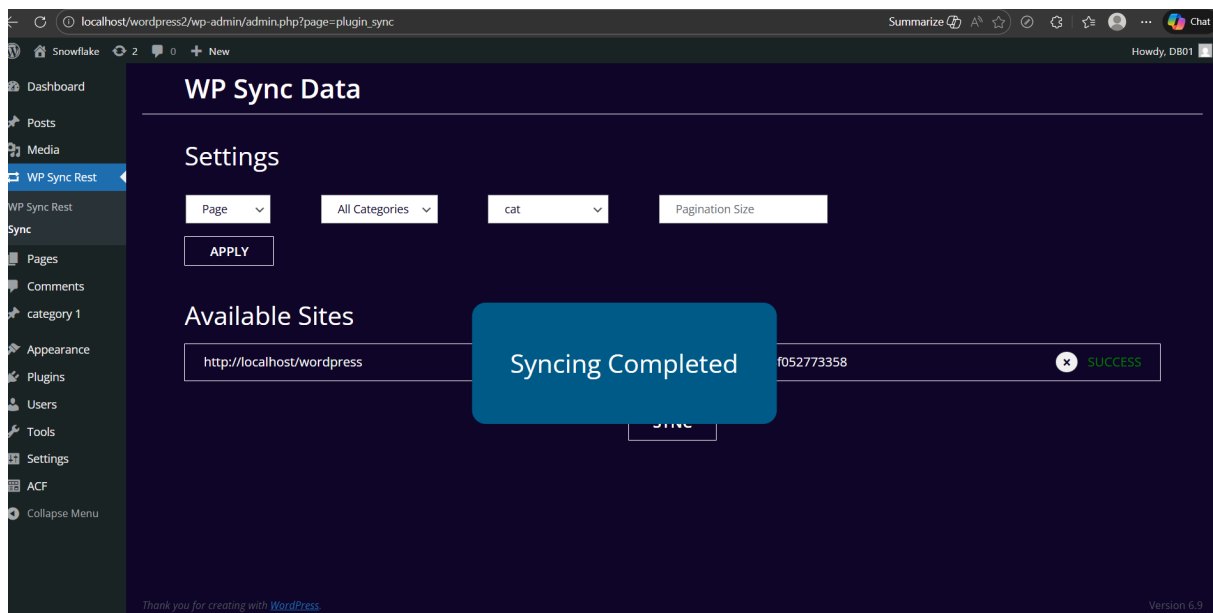 localhost/wordpress2/wp-admin/admin.php?page=plugin_sync Summarize Chat
Snowflake 2 0 New Howdy, DB01
Dashboard
Posts
Media
WP Sync Rest
WP Sync Rest
Sync
Pages
Comments
category 1
Appearance
Plugins
Users
Tools
Settings
ACF
Collapse Menu
WP Sync Data
Settings
Page All Categories cat Pagination Size
APPLY
Available Sites
http://localhost/wordpress f052773358 SUCCESS
Syncing Completed
SYNC
Thank you for creating with WordPress. Version 6.9